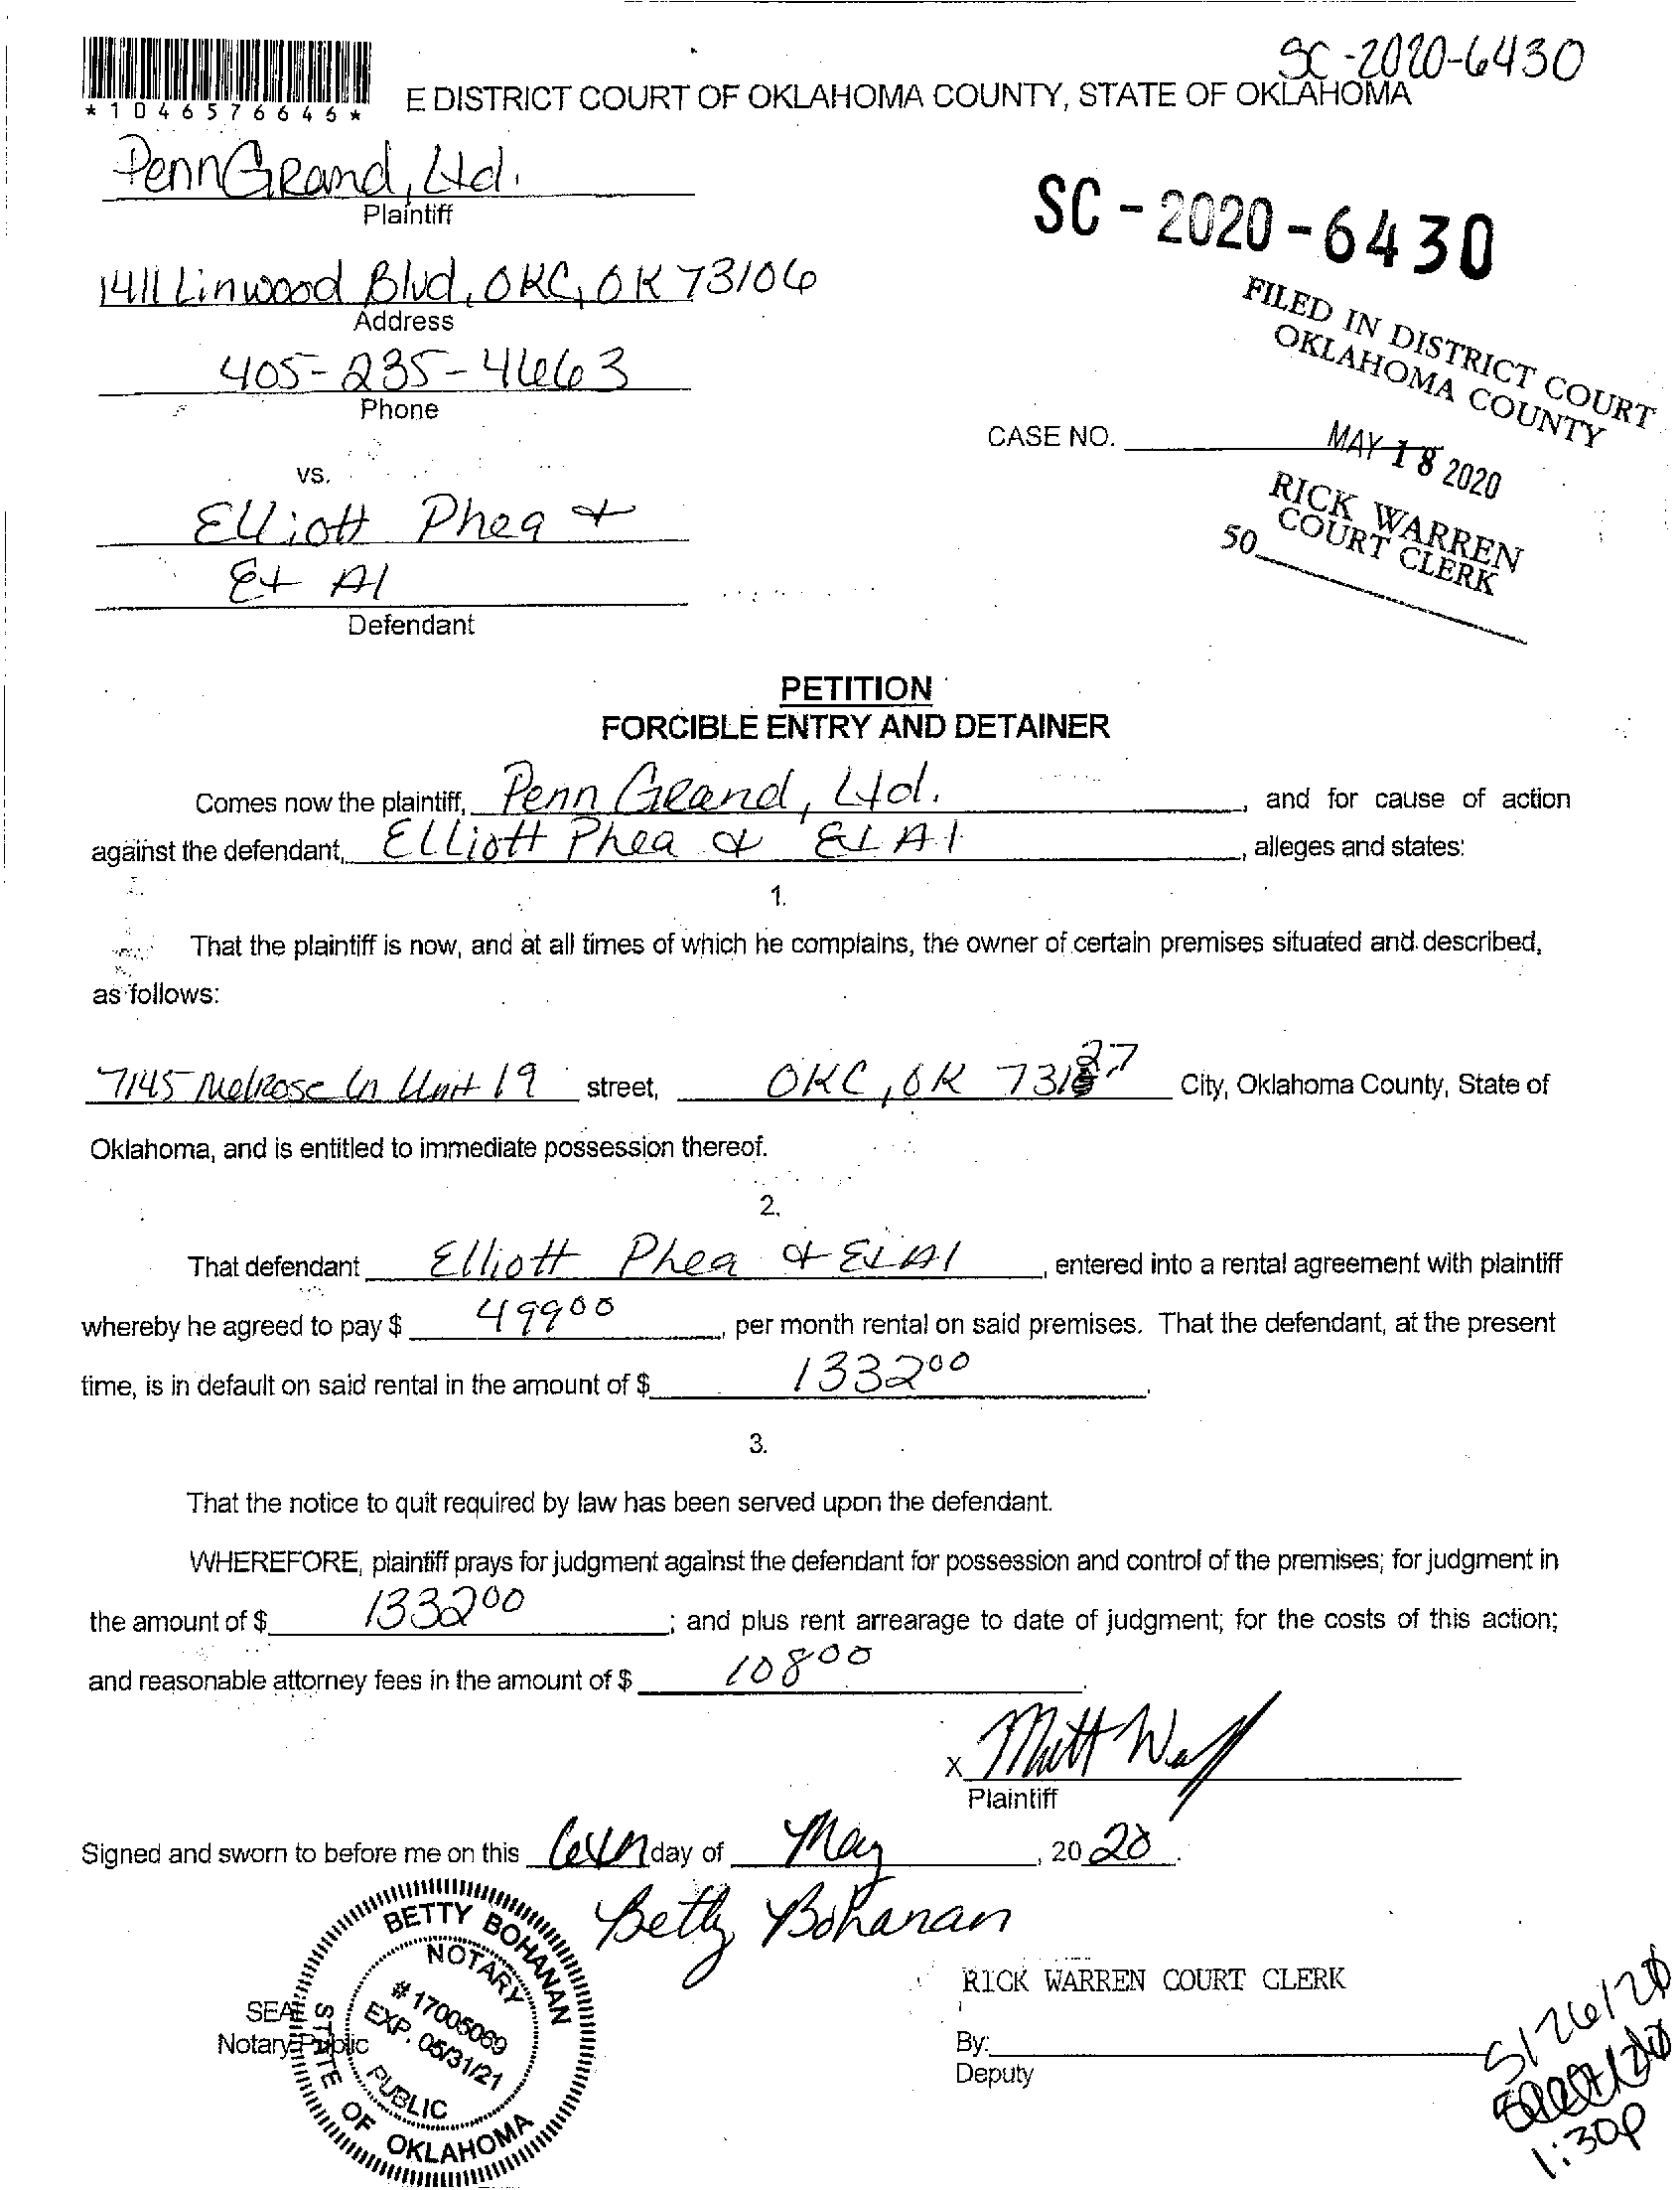 SC-2020-6430
*1046576646*
E DISTRICT COURT OF OKLAHOMA COUNTY, STATE OF OKLAHOMA
Penn Grand, Ltd.
Plaintiff
SC-2020-6430
1411 Linwood Blvd, OKC, OK 73106
Address
FILED IN DISTRICT COURT
OKLAHOMA COUNTY
405-235-4663
Phone
CASE NO.
MAY 18 2020
vs.
RICK WARREN
COURT CLERK
50
Elliott Phea &
Et Al
Defendant
PETITION
FORCIBLE ENTRY AND DETAINER
Comes now the plaintiff, Penn Grand, Ltd. , and for cause of action
against the defendant, Elliott Phea & Et Al , alleges and states:
1.
That the plaintiff is now, and at all times of which he complains, the owner of certain premises situated and described,
as follows:
7145 Melrose Ln Unit 19 street, OKC, OK 73127 City, Oklahoma County, State of
Oklahoma, and is entitled to immediate possession thereof.
2.
That defendant Elliott Phea & Et Al , entered into a rental agreement with plaintiff
whereby he agreed to pay $ 499 00 , per month rental on said premises. That the defendant, at the present
time, is in default on said rental in the amount of $ 1332 00 .
3.
That the notice to quit required by law has been served upon the defendant.
WHEREFORE, plaintiff prays for judgment against the defendant for possession and control of the premises; for judgment in
the amount of $ 1332 00 ; and plus rent arrearage to date of judgment; for the costs of this action;
and reasonable attorney fees in the amount of $ 108 00 .
X Matt
Plaintiff
Signed and sworn to before me on this 6th day of May , 20 20 .
Betty Bohanan
BETTY BOHANAN
NOTARY
# 17005069
EXP. 05/31/21
PUBLIC
STATE OF OKLAHOMA
SEAL
Notary Public
RICK WARREN COURT CLERK
By:
Deputy
5/26/20
1:30p